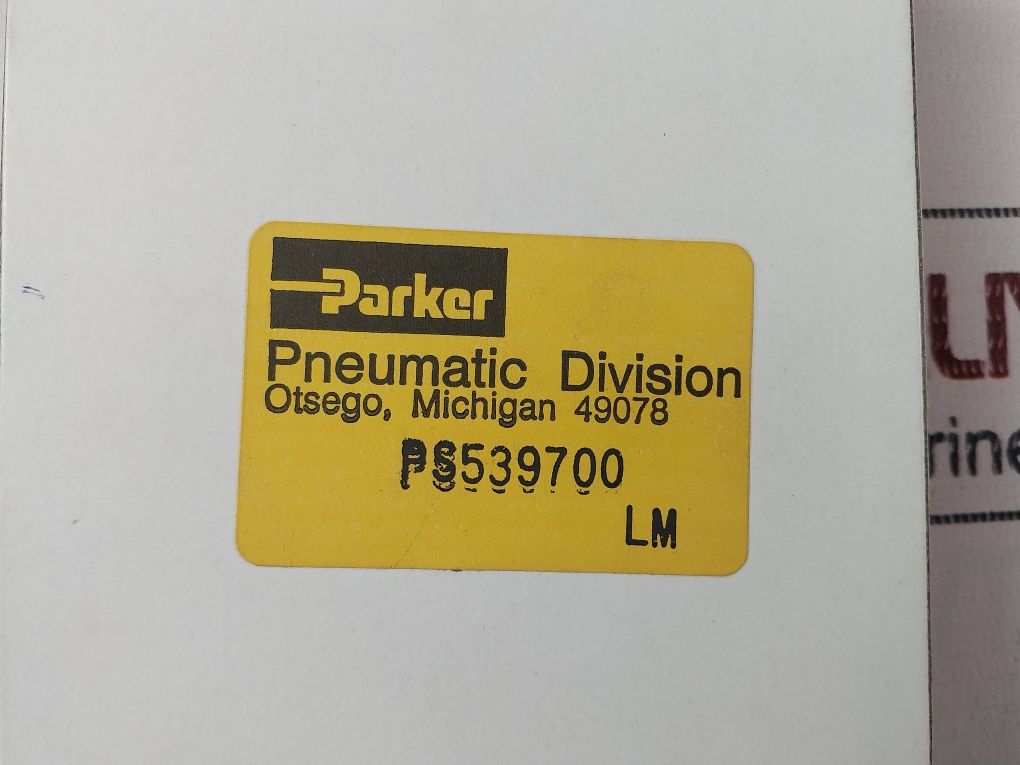 Parker
Pneumatic Division
Otsego, Michigan 49078
PS539700
LM